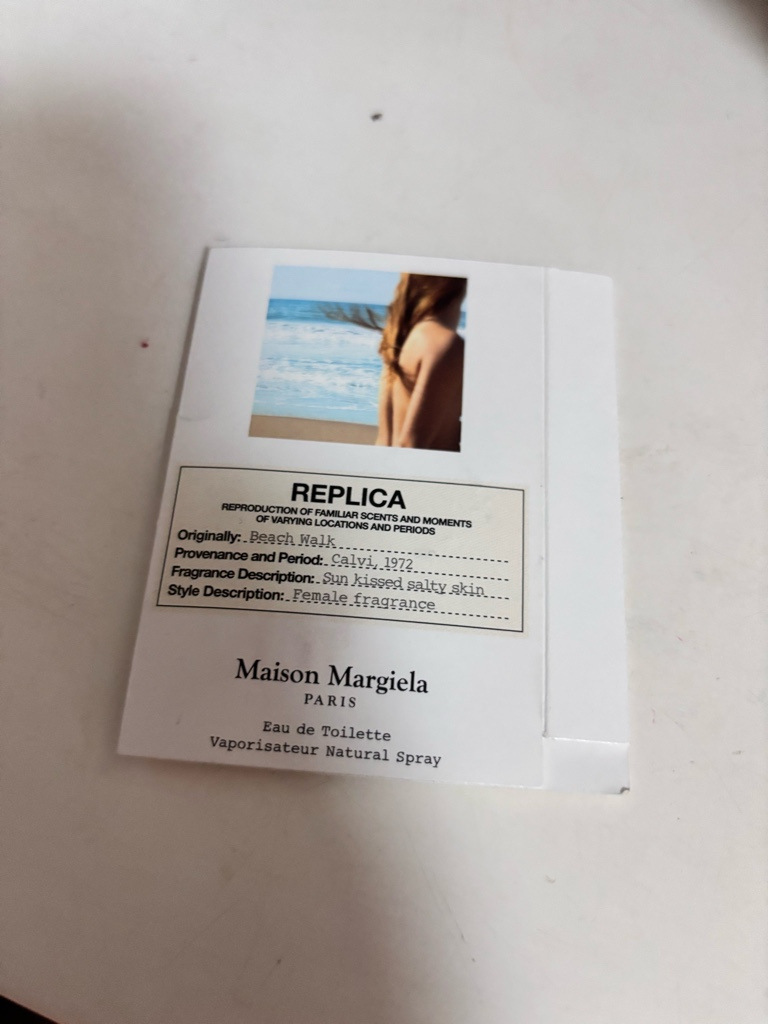 REPLICA
REPRODUCTION OF FAMILIAR SCENTS AND MOMENTS
OF VARYING LOCATIONS AND PERIODS
Originally: Beach Walk
Provenance and Period: Calvi, 1972
Fragrance Description: Sun kissed salty skin
Style Description: Female fragrance
Maison Margiela
PARIS
Eau de Toilette
Vaporisateur Natural Spray